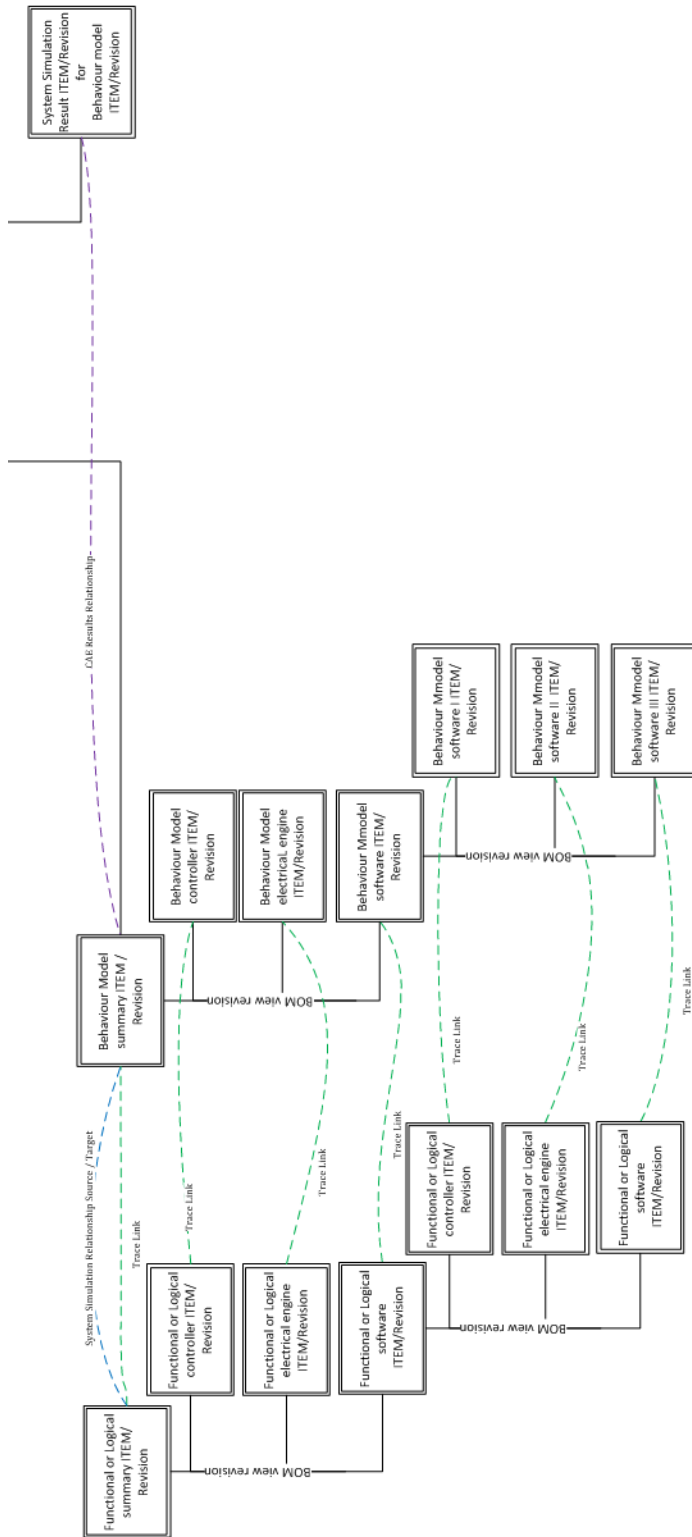 System Simulation
Result ITEM/Revision
for
Behaviour model
ITEM/Revision
CAE Results Relationship
Behaviour Model
summary ITEM /
Revision
System Simulation Relationship Source / Target
Trace Link
Functional or Logical
summary ITEM/
Revision
Behaviour Model
controller ITEM/
Revision
Behaviour Model
electrical engine
ITEM/Revision
Behaviour Mmodel
software ITEM/
Revision
BOM view revision
Trace Link
Trace Link
Trace Link
Functional or Logical
controller ITEM/
Revision
Functional or Logical
electrical engine
ITEM/Revision
Functional or Logical
software
ITEM/Revision
BOM view revision
Behaviour Mmodel
software I ITEM/
Revision
Behaviour Mmodel
software II ITEM/
Revision
Behaviour Mmodel
software III ITEM/
Revision
BOM view revision
Trace Link
Trace Link
Trace Link
Functional or Logical
controller ITEM/
Revision
Functional or Logical
electrical engine
ITEM/Revision
Functional or Logical
software
ITEM/Revision
BOM view revision